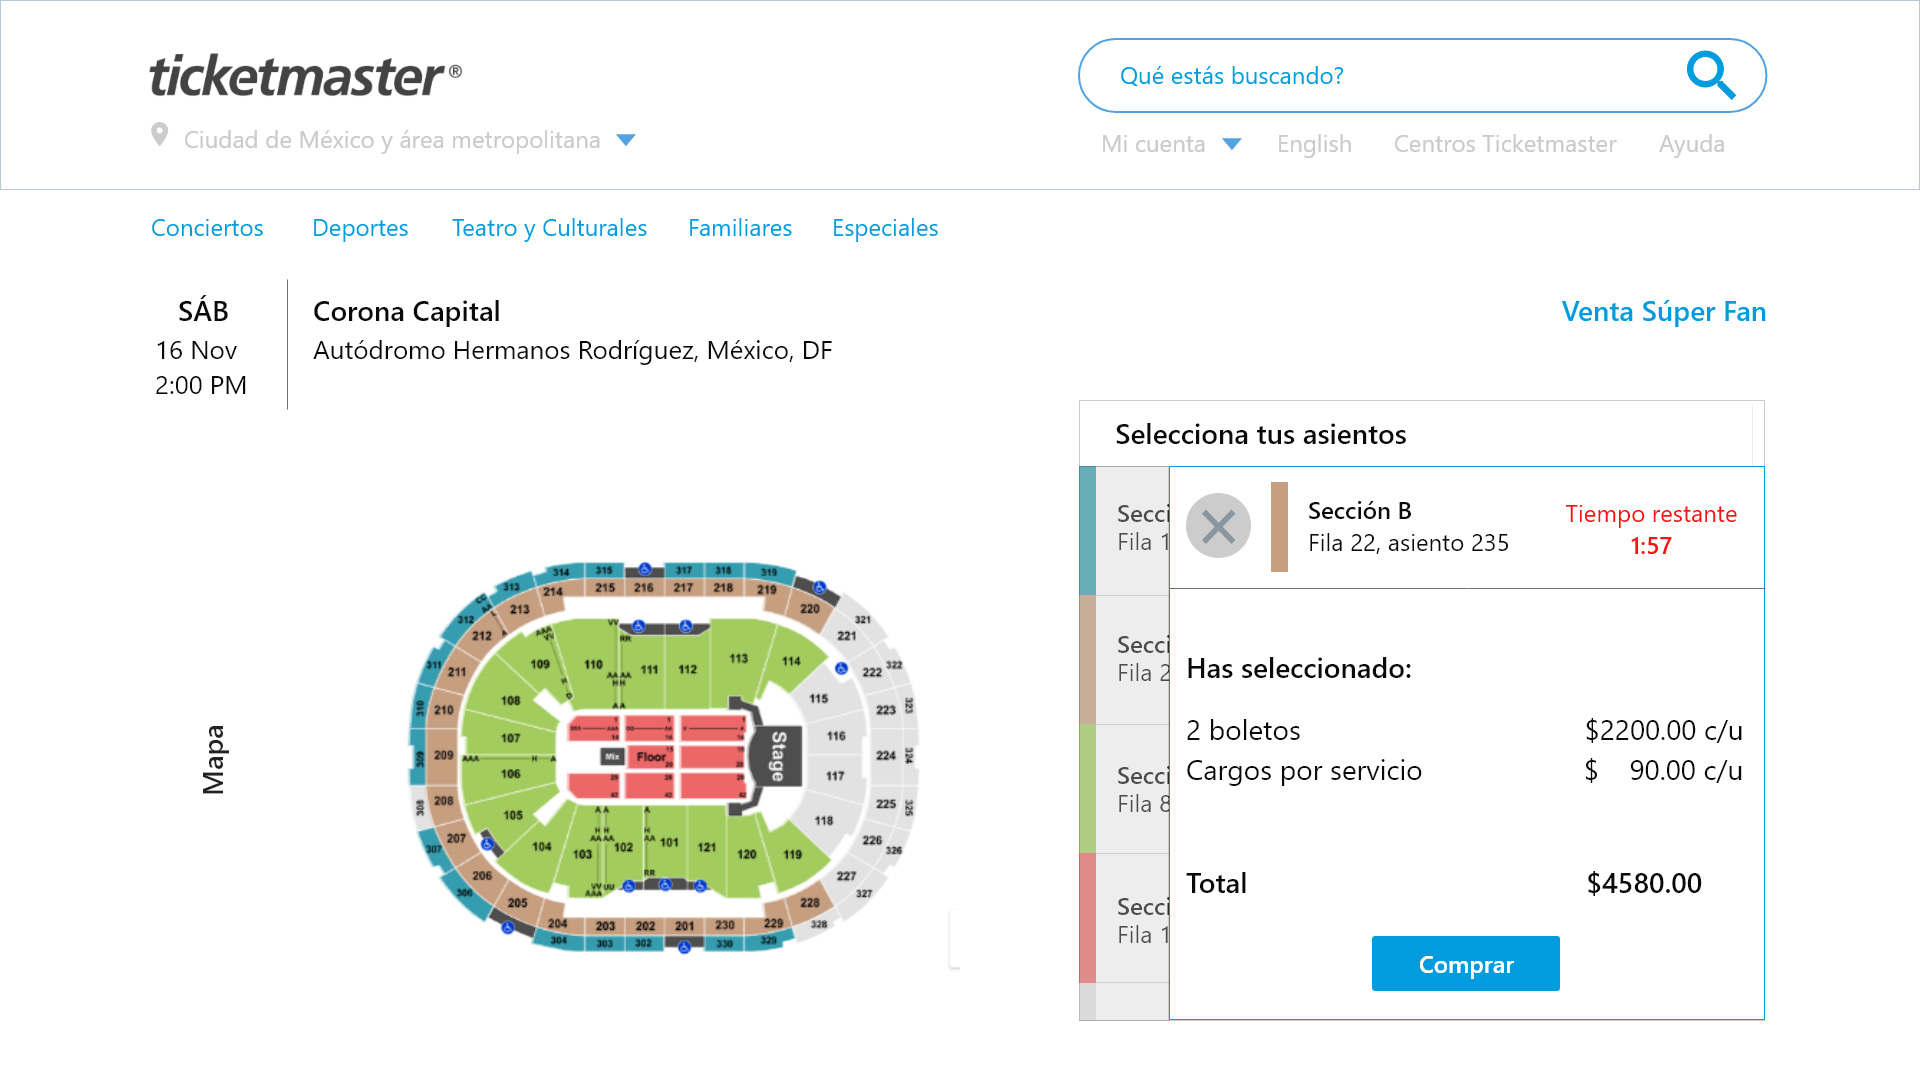 ticketmaster®
Qué estás buscando?
Ciudad de México y área metropolitana
Mi cuenta English Centros Ticketmaster Ayuda
Conciertos Deportes Teatro y Culturales Familiares Especiales
SÁB
16 Nov
2:00 PM
Corona Capital
Autódromo Hermanos Rodríguez, México, DF
Venta Súper Fan
Mapa
314 315 317 318 319
313 214 215 216 217 218 219
312 213 220 321
212 221
311 211 222 322
310 210 223 323
309 209 224 324
308 208 225 325
307 207 226 326
306 206 227 327
205 228 328
204 203 202 201 230 229
304 303 302 330 329
109 110 111 112 113 114
108 115
107 116
106 117
105 118
104 103 102 101 121 120 119
Mix Floor Stage
Selecciona tus asientos
Secci
Fila 1
Secci
Fila 2
Secci
Fila 8
Secci
Fila 1
Sección B
Fila 22, asiento 235
Tiempo restante
1:57
Has seleccionado:
2 boletos $2200.00 c/u
Cargos por servicio $ 90.00 c/u
Total $4580.00
Comprar